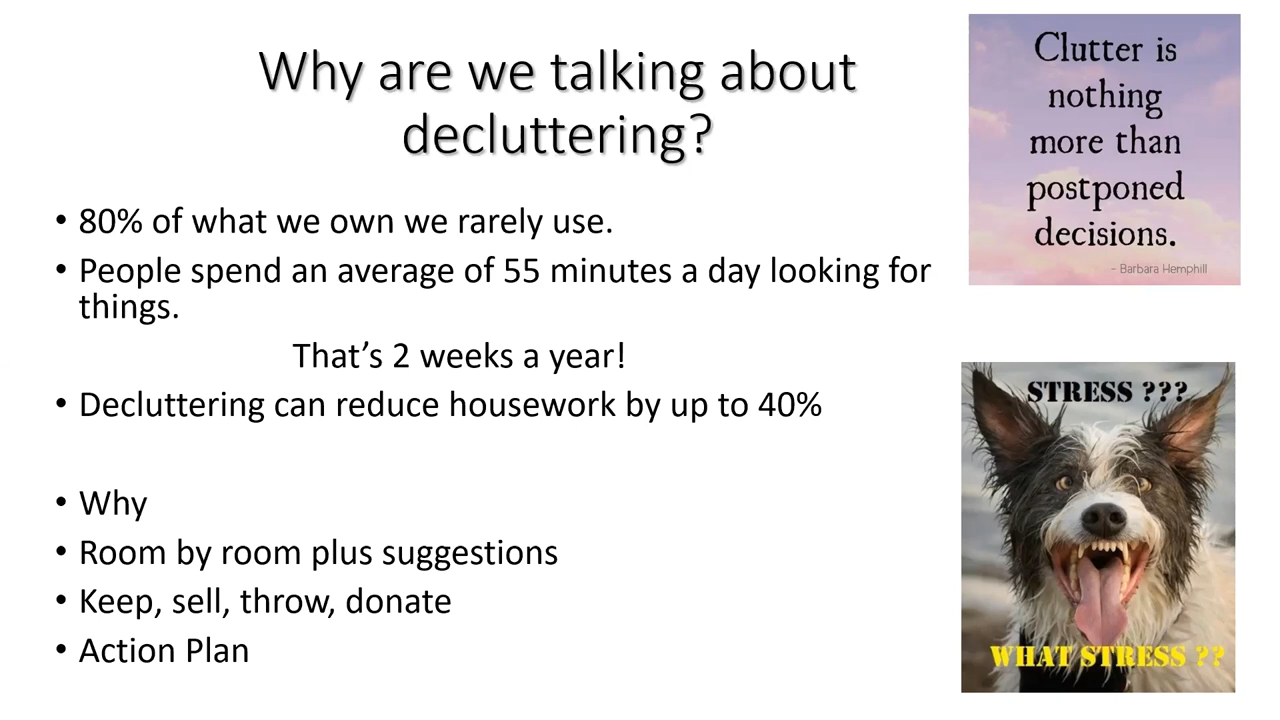 Why are we talking about
decluttering?
• 80% of what we own we rarely use.
• People spend an average of 55 minutes a day looking for
things.
That’s 2 weeks a year!
• Decluttering can reduce housework by up to 40%
• Why
• Room by room plus suggestions
• Keep, sell, throw, donate
• Action Plan
Clutter is
nothing
more than
postponed
decisions.
- Barbara Hemphill
STRESS ???
WHAT STRESS ??